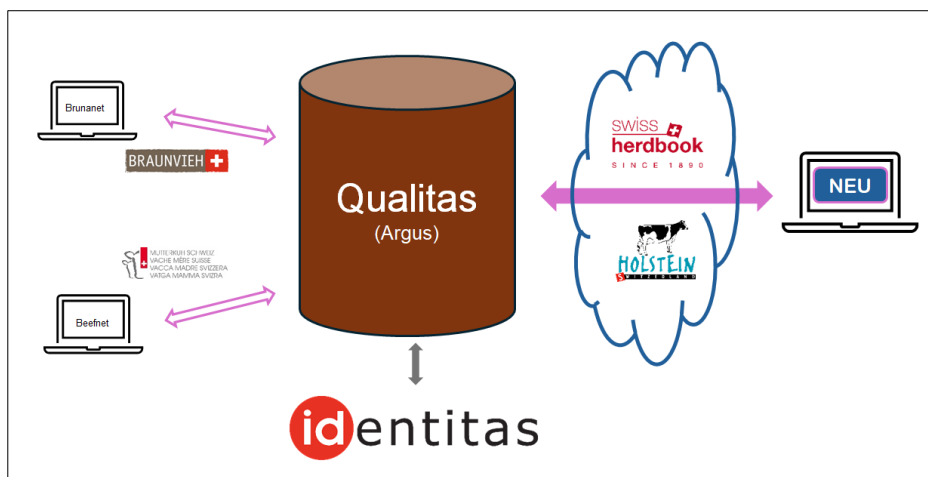 Brunanet
BRAUNVIEH
MUTTERKUH SCHWEIZ
VACHE MÈRE SUISSE
VACCA MADRE SVIZZERA
VATGA MAMMA SVIZRA
Beefnet
Qualitas
(Argus)
identitas
swiss
herdbook
SINCE 1890
HOLSTEIN
SWITZERLAND
NEU